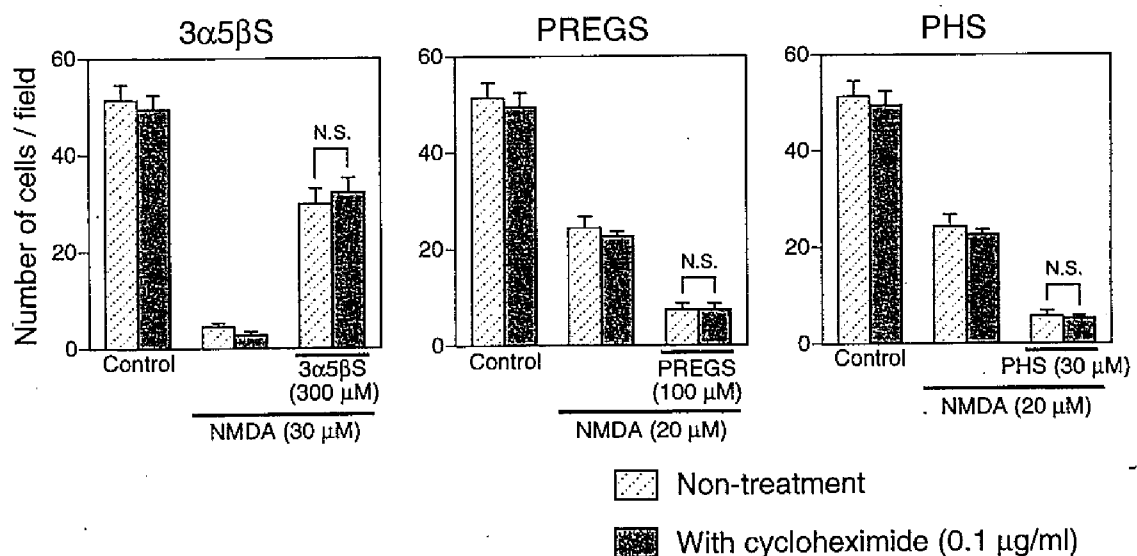 3α5βS
PREGS
PHS
Number of cells / field
60
40
20
0
N.S.
Control
3α5βS
(300 μM)
NMDA (30 μM)
60
40
20
0
N.S.
Control
PREGS
(100 μM)
NMDA (20 μM)
60
40
20
0
N.S.
Control
PHS (30 μM)
NMDA (20 μM)
Non-treatment
With cycloheximide (0.1 μg/ml)